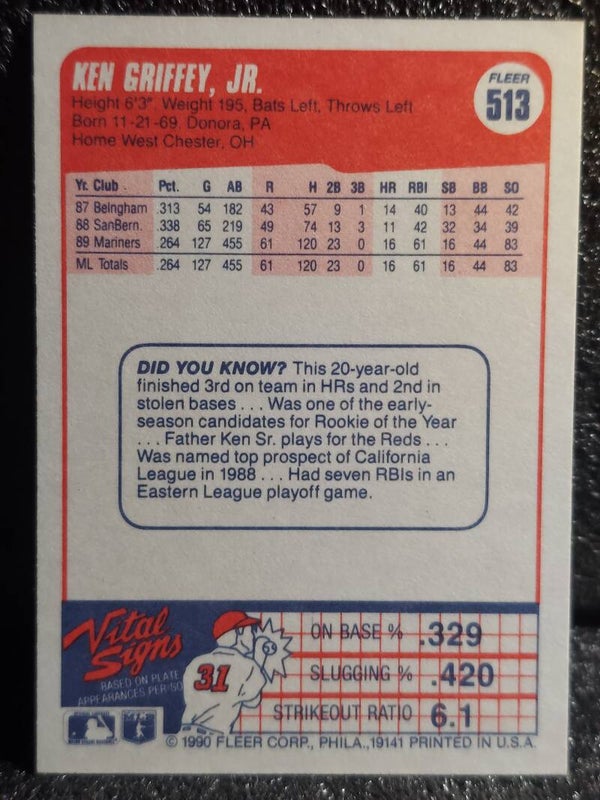 KEN GRIFFEY, JR.
FLEER
513
Height 6'3", Weight 195, Bats Left, Throws Left
Born 11-21-69, Donora, PA
Home West Chester, OH
Yr. Club Pct. G AB R H 2B 3B HR RBI SB BB SO
87 Belngham .313 54 182 43 57 9 1 14 40 13 44 42
88 SanBern. .338 65 219 49 74 13 3 11 42 32 34 39
89 Mariners .264 127 455 61 120 23 0 16 61 16 44 83
ML Totals .264 127 455 61 120 23 0 16 61 16 44 83
DID YOU KNOW? This 20-year-old
finished 3rd on team in HRs and 2nd in
stolen bases . . . Was one of the early-
season candidates for Rookie of the Year
. . . Father Ken Sr. plays for the Reds . . .
Was named top prospect of California
League in 1988 . . . Had seven RBIs in an
Eastern League playoff game.
Vital
Signs
BASED ON PLATE
APPEARANCES PER/SO
31
ON BASE % .329
SLUGGING % .420
STRIKEOUT RATIO 6.1
© 1990 FLEER CORP., PHILA., 19141 PRINTED IN U.S.A.